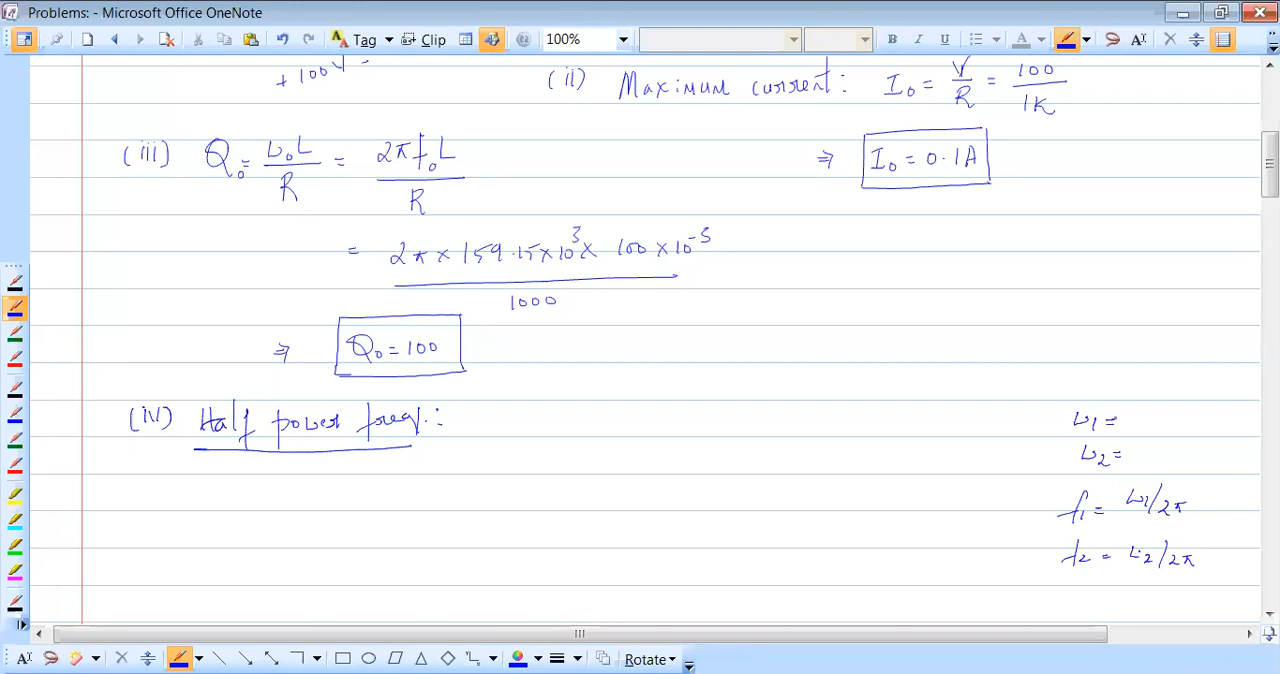 Problems: - Microsoft Office OneNote
Tag Clip 100% B I U A
+ 100V -
(ii) Maximum current: I₀ = V/R = 100/1K
⇒ I₀ = 0.1A
(iii) Q₀ = ω₀L/R = 2πf₀L/R
= 2π × 159.15×10³ × 100×10⁻³ / 1000
⇒ Q₀ = 100
(iv) Half power freq.:
ω₁ =
ω₂ =
f₁ = ω₁/2π
f₂ = ω₂/2π
Rotate